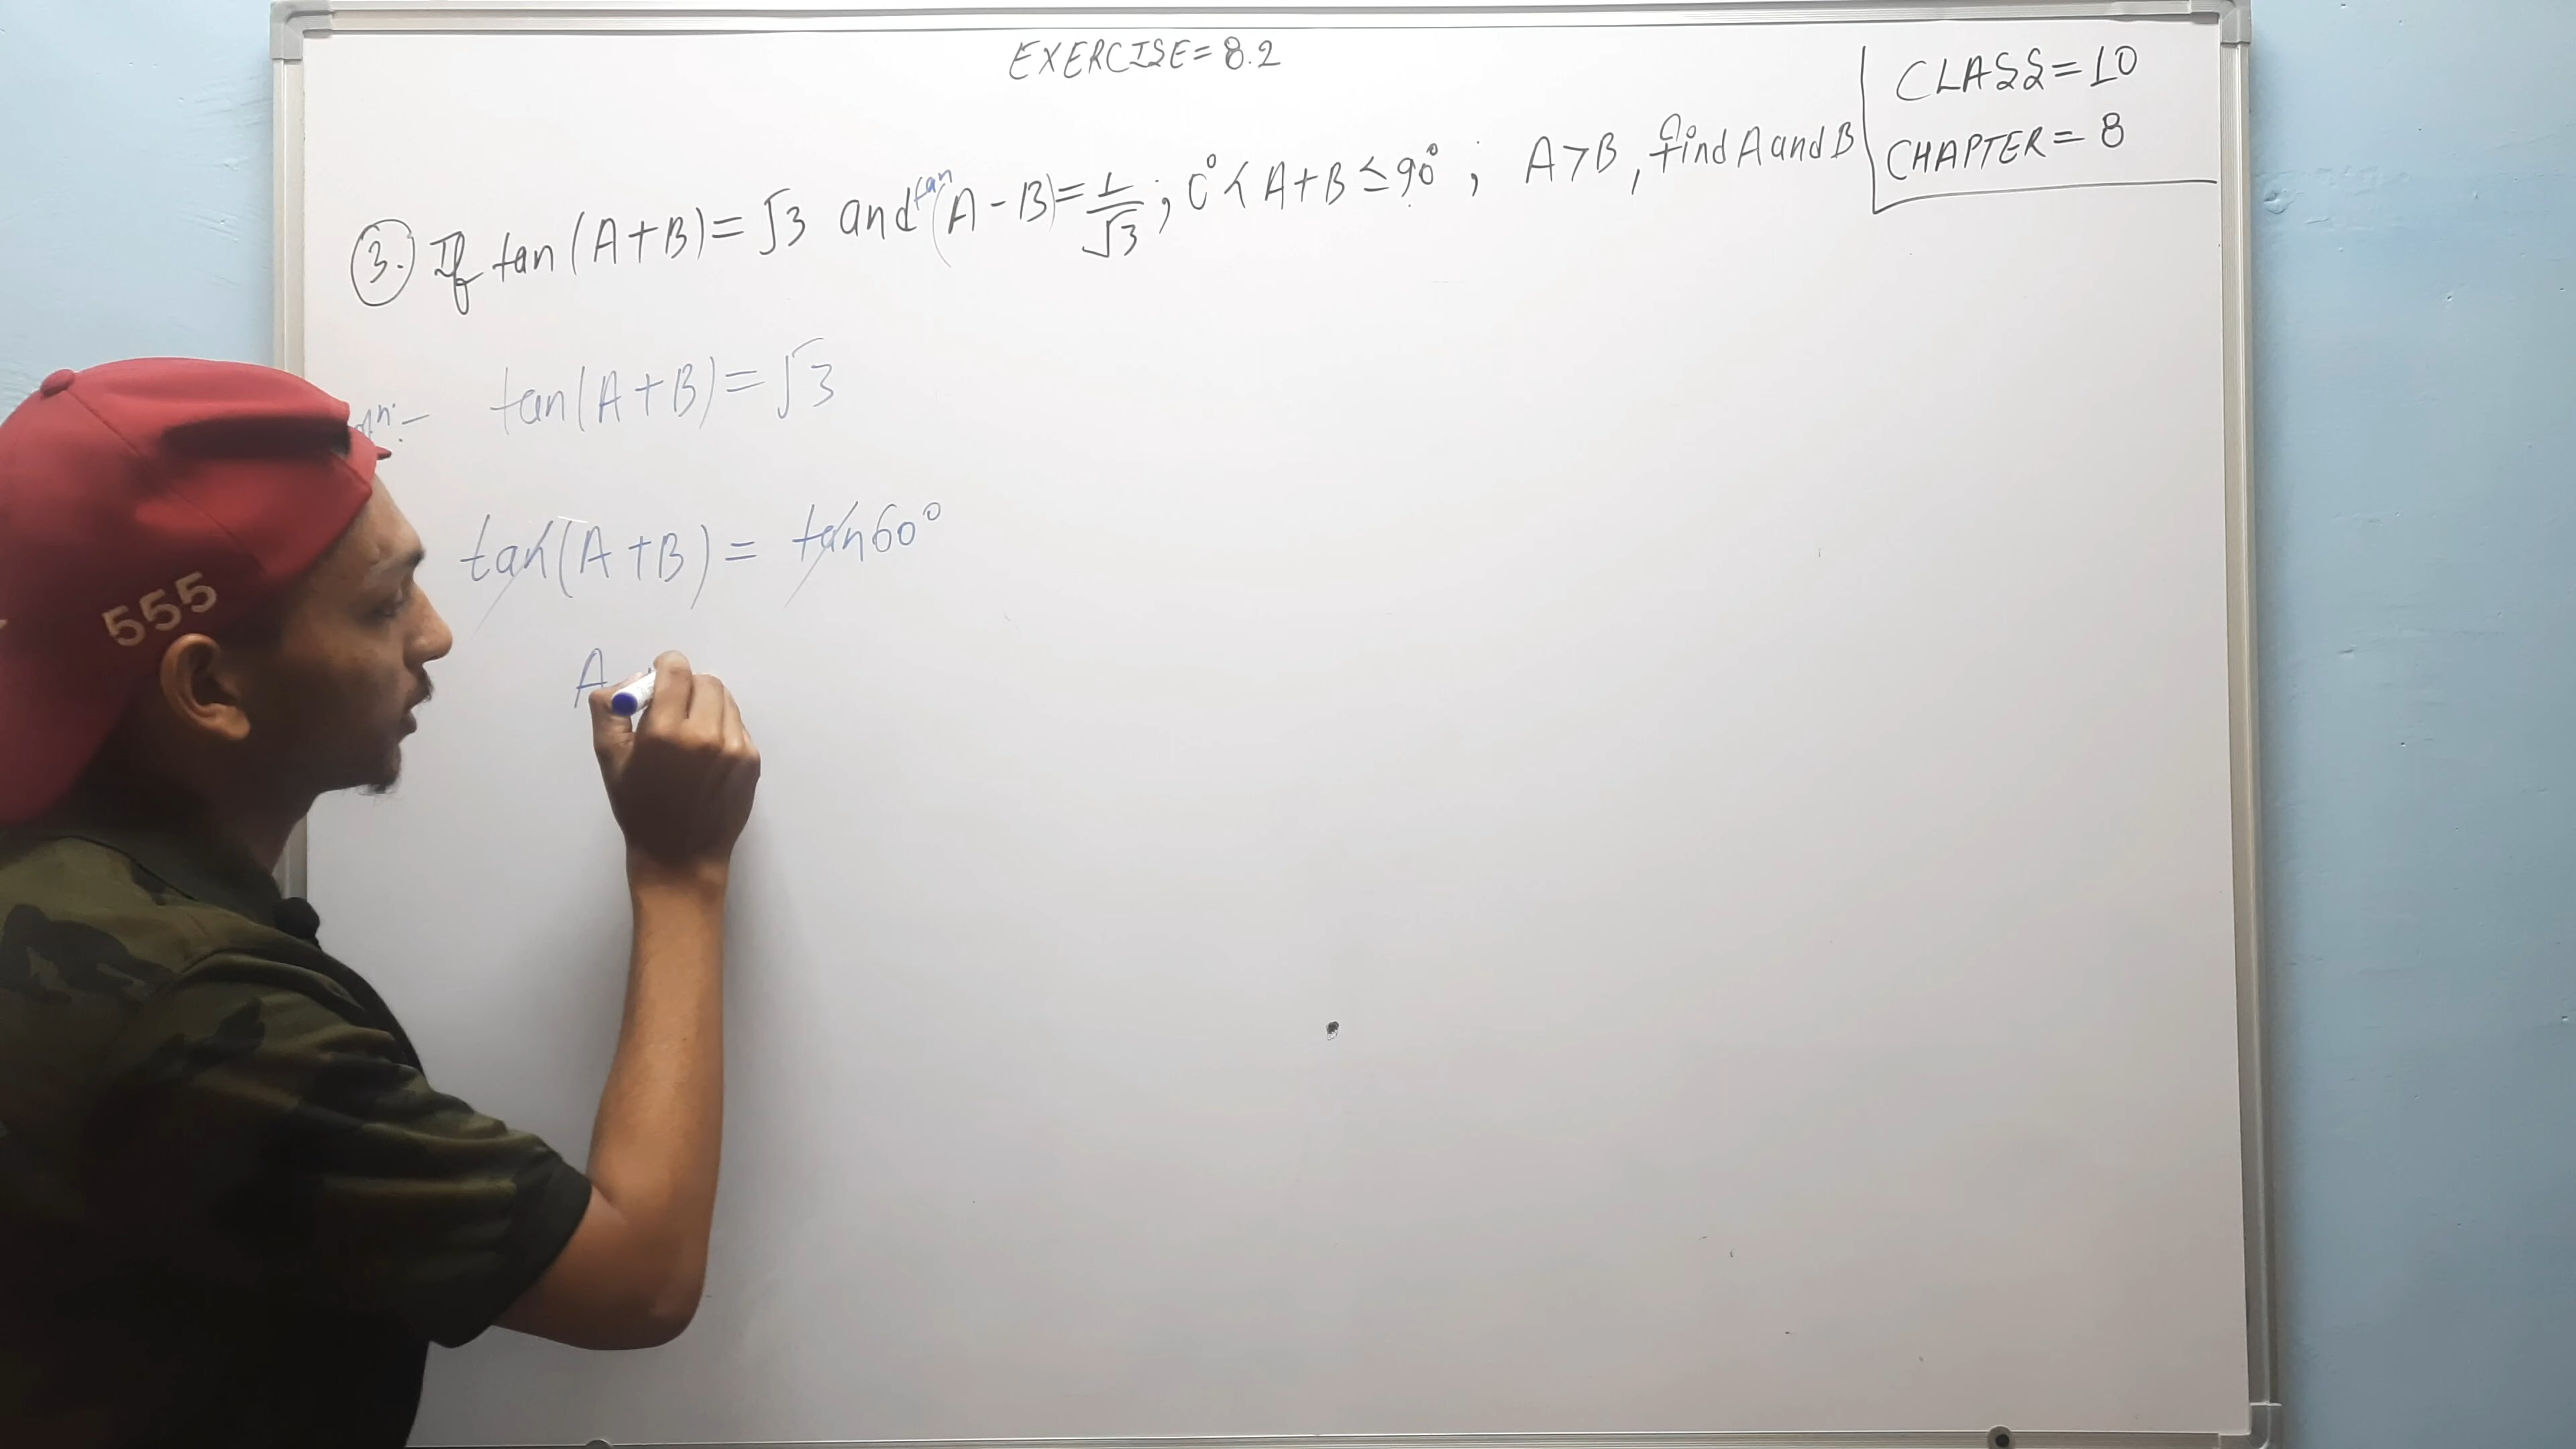 EXERCISE = 8.2
CLASS = 10
CHAPTER = 8
3. If tan (A+B) = √3 and tan (A - B) = 1/√3 ; 0° < A+B ≤ 90° ; A>B, find A and B
tan (A+B) = √3
tan (A+B) = tan 60°
A
555